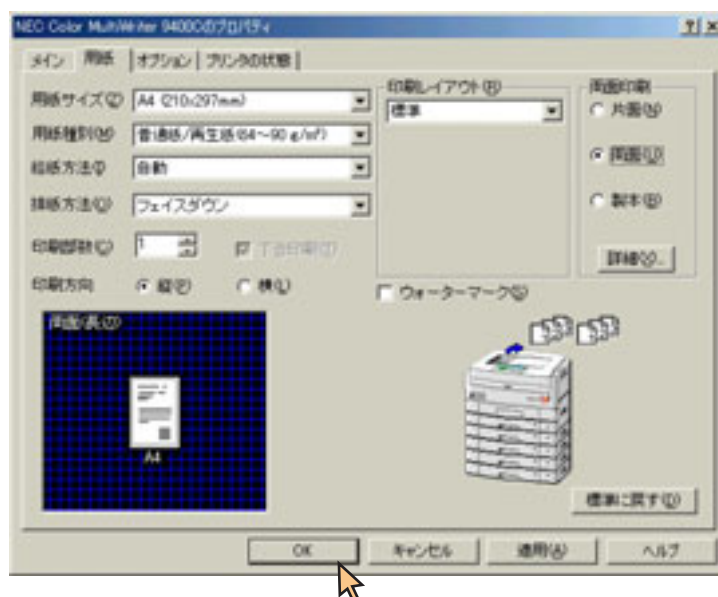 NEC Color MultiWriter 9400Cのプロパティ
メイン 用紙 オプション プリンタの状態
用紙サイズ(Z) A4 (210x297mm)
用紙種別(M) 普通紙/再生紙(64～90 g/m²)
給紙方法(I) 自動
排紙方法(U) フェイスダウン
印刷部数(C) 1 丁合印刷(T)
印刷方向 縦(P) 横(L)
印刷レイアウト(R)
標準
ウォーターマーク(S)
両面印刷
片面(N)
両面(U)
製本(B)
詳細(V)...
両面(長辺)
A4
標準に戻す(D)
OK キャンセル 適用(A) ヘルプ